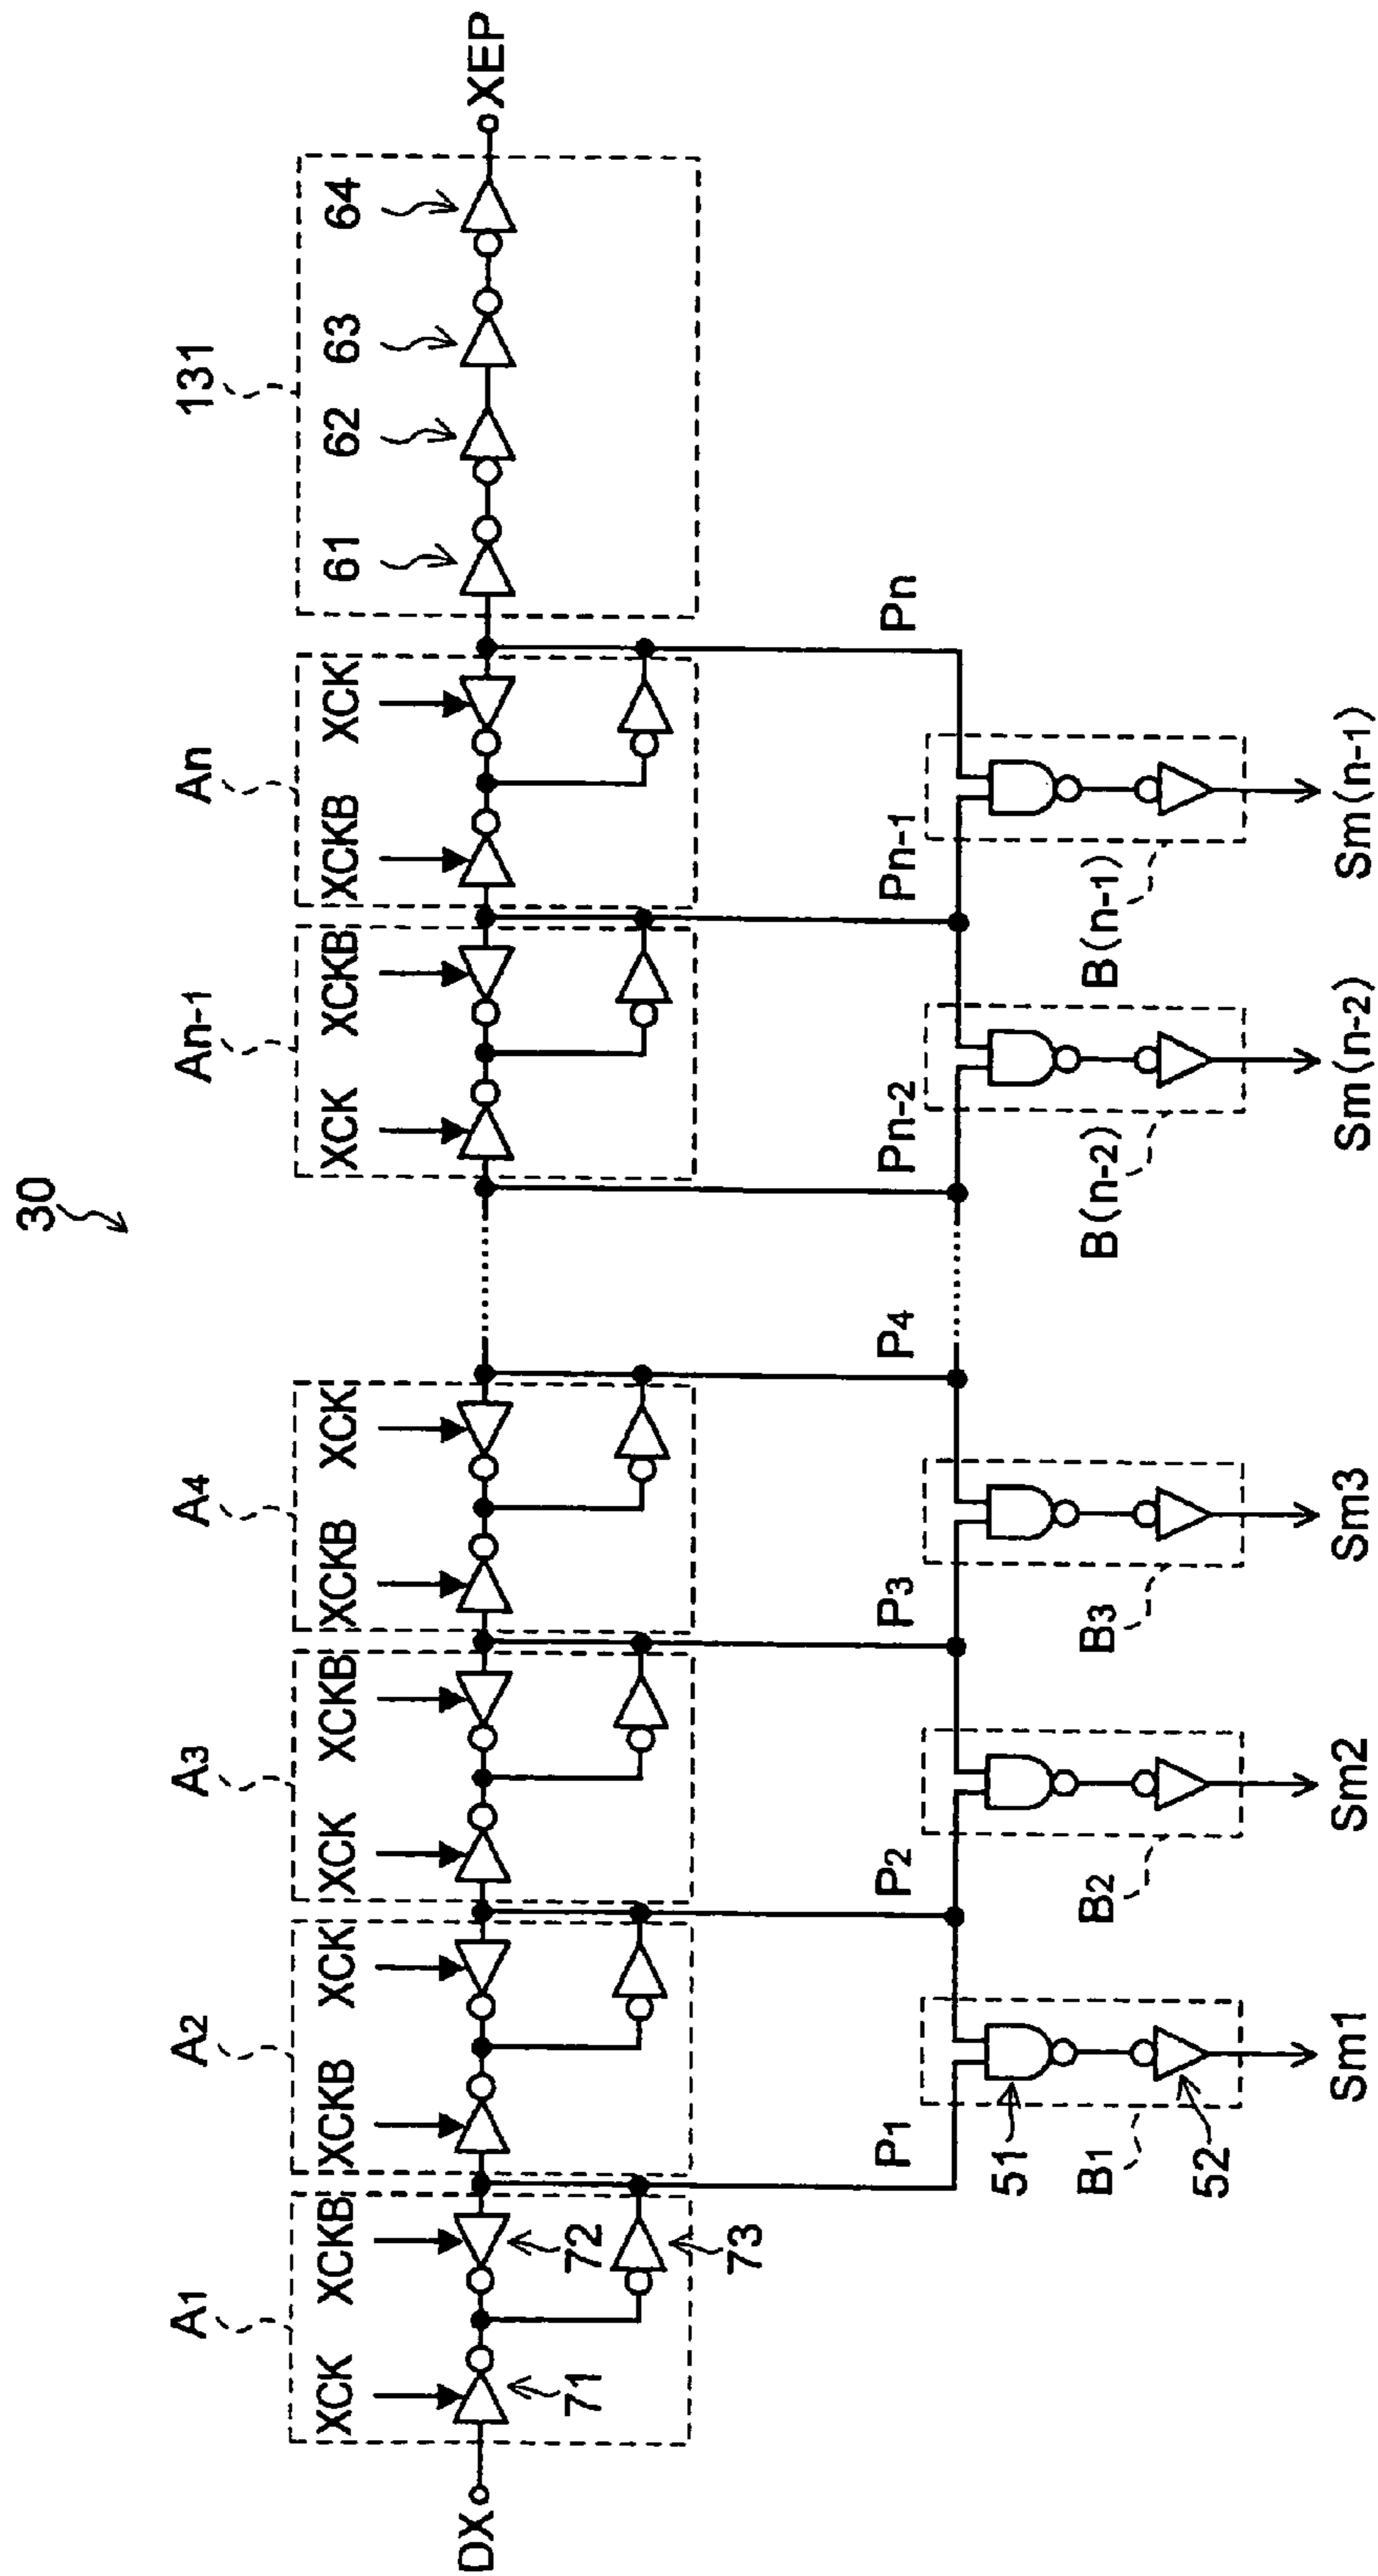 30
A1 A2 A3 A4 An-1 An 131
XCK XCKB XCKB XCK XCK XCKB XCKB XCK XCK XCKB XCKB XCK 61 62 63 64
DX XEP
71 72
73
P1 P2 P3 P4 Pn-2 Pn-1 Pn
51
B1 B2 B3 B(n-2) B(n-1)
52
Sm1 Sm2 Sm3 Sm(n-2) Sm(n-1)